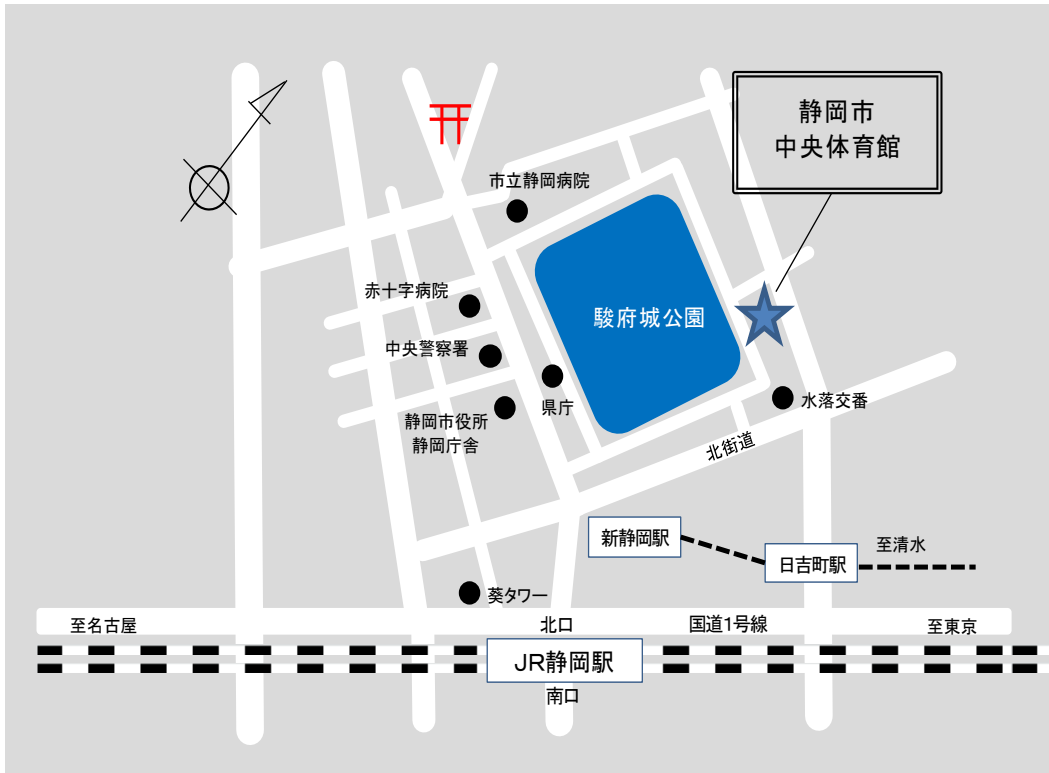 静岡市
中央体育館
市立静岡病院
赤十字病院
駿府城公園
中央警察署
県庁
水落交番
静岡市役所
静岡庁舎
北街道
新静岡駅
至清水
日吉町駅
葵タワー
至名古屋
北口
国道1号線
至東京
JR静岡駅
南口